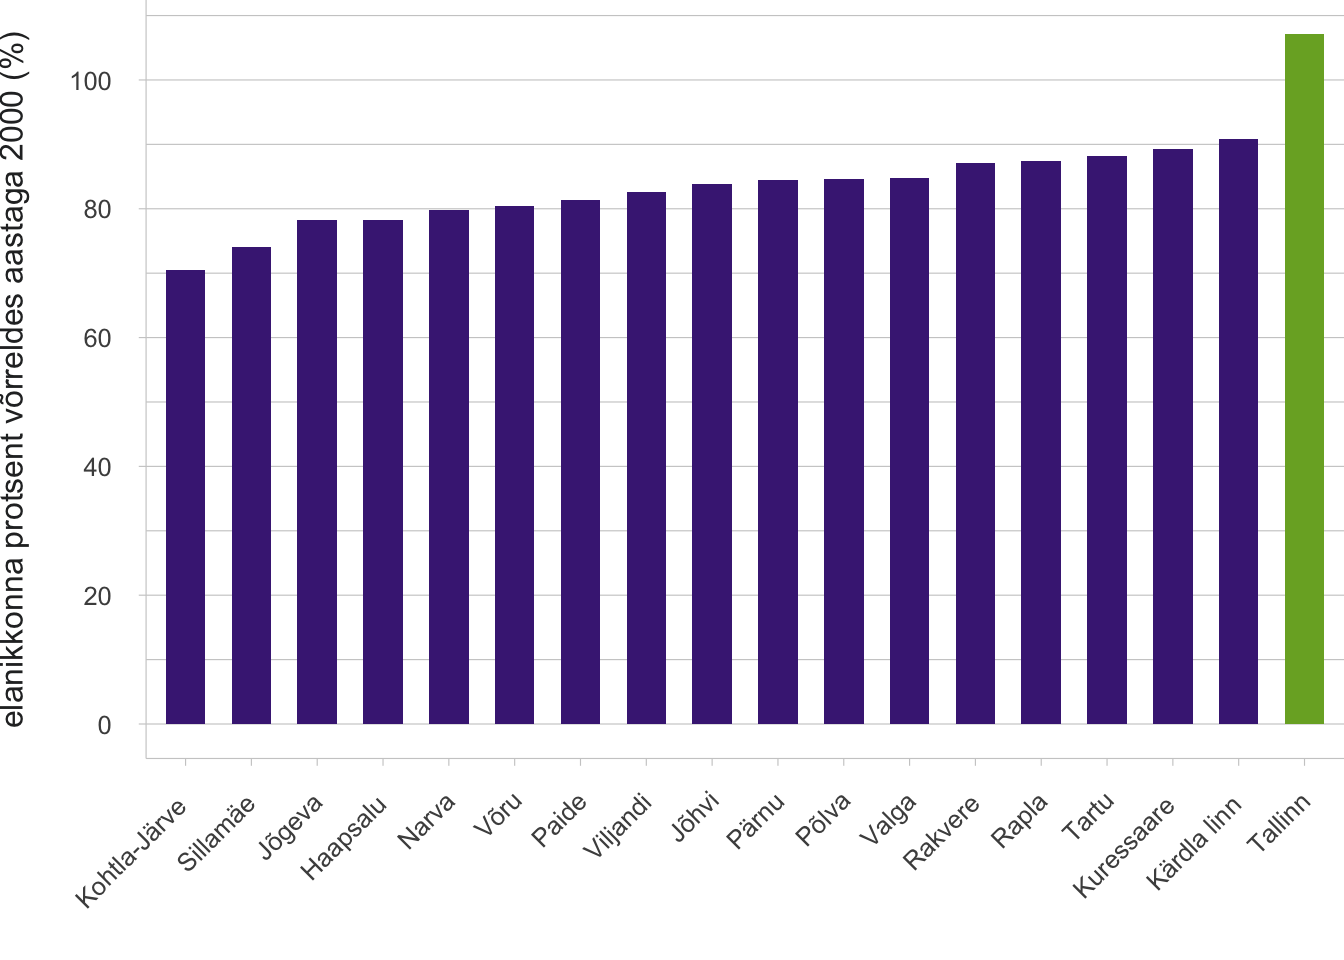 elanikkonna protsent võrreldes aastaga 2000 (%)
100
80
60
40
20
0
Kohtla-Järve
Sillamäe
Jõgeva
Haapsalu
Narva
Võru
Paide
Viljandi
Jõhvi
Pärnu
Põlva
Valga
Rakvere
Rapla
Tartu
Kuressaare
Kärdla linn
Tallinn